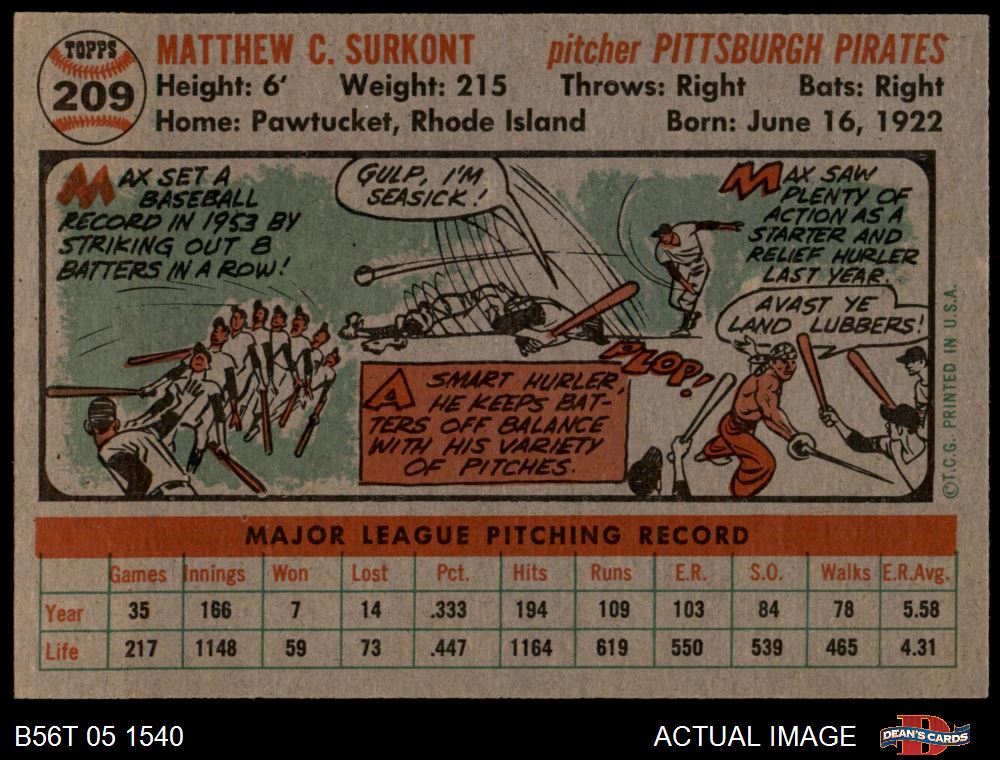 TOPPS
209
MATTHEW C. SURKONT
pitcher PITTSBURGH PIRATES
Height: 6' Weight: 215 Throws: Right Bats: Right
Home: Pawtucket, Rhode Island Born: June 16, 1922
MAX SET A
BASEBALL
RECORD IN 1953 BY
STRIKING OUT 8
BATTERS IN A ROW!
GULP, I'M
SEASICK!
A SMART HURLER,
HE KEEPS BAT-
TERS OFF BALANCE
WITH HIS VARIETY
OF PITCHES.
PLOP!
MAX SAW
PLENTY OF
ACTION AS A
STARTER AND
RELIEF HURLER
LAST YEAR.
AVAST YE
LAND LUBBERS!
©T.C.G. PRINTED IN U.S.A.
MAJOR LEAGUE PITCHING RECORD
Games Innings Won Lost Pct. Hits Runs E.R. S.O. Walks E.R.Avg.
Year 35 166 7 14 .333 194 109 103 84 78 5.58
Life 217 1148 59 73 .447 1164 619 550 539 465 4.31
B56T 05 1540
ACTUAL IMAGE
D
DEAN'S CARDS